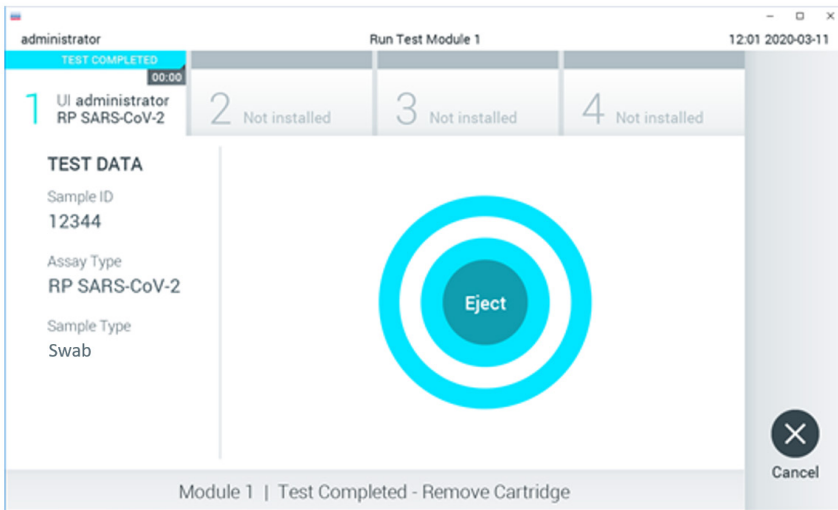 administrator
Run Test Module 1
12:01 2020-03-11
TEST COMPLETED
00:00
1
UI administrator
RP SARS-CoV-2
2 Not installed
3 Not installed
4 Not installed
TEST DATA
Sample ID
12344
Assay Type
RP SARS-CoV-2
Sample Type
Swab
Eject
Cancel
Module 1 | Test Completed - Remove Cartridge